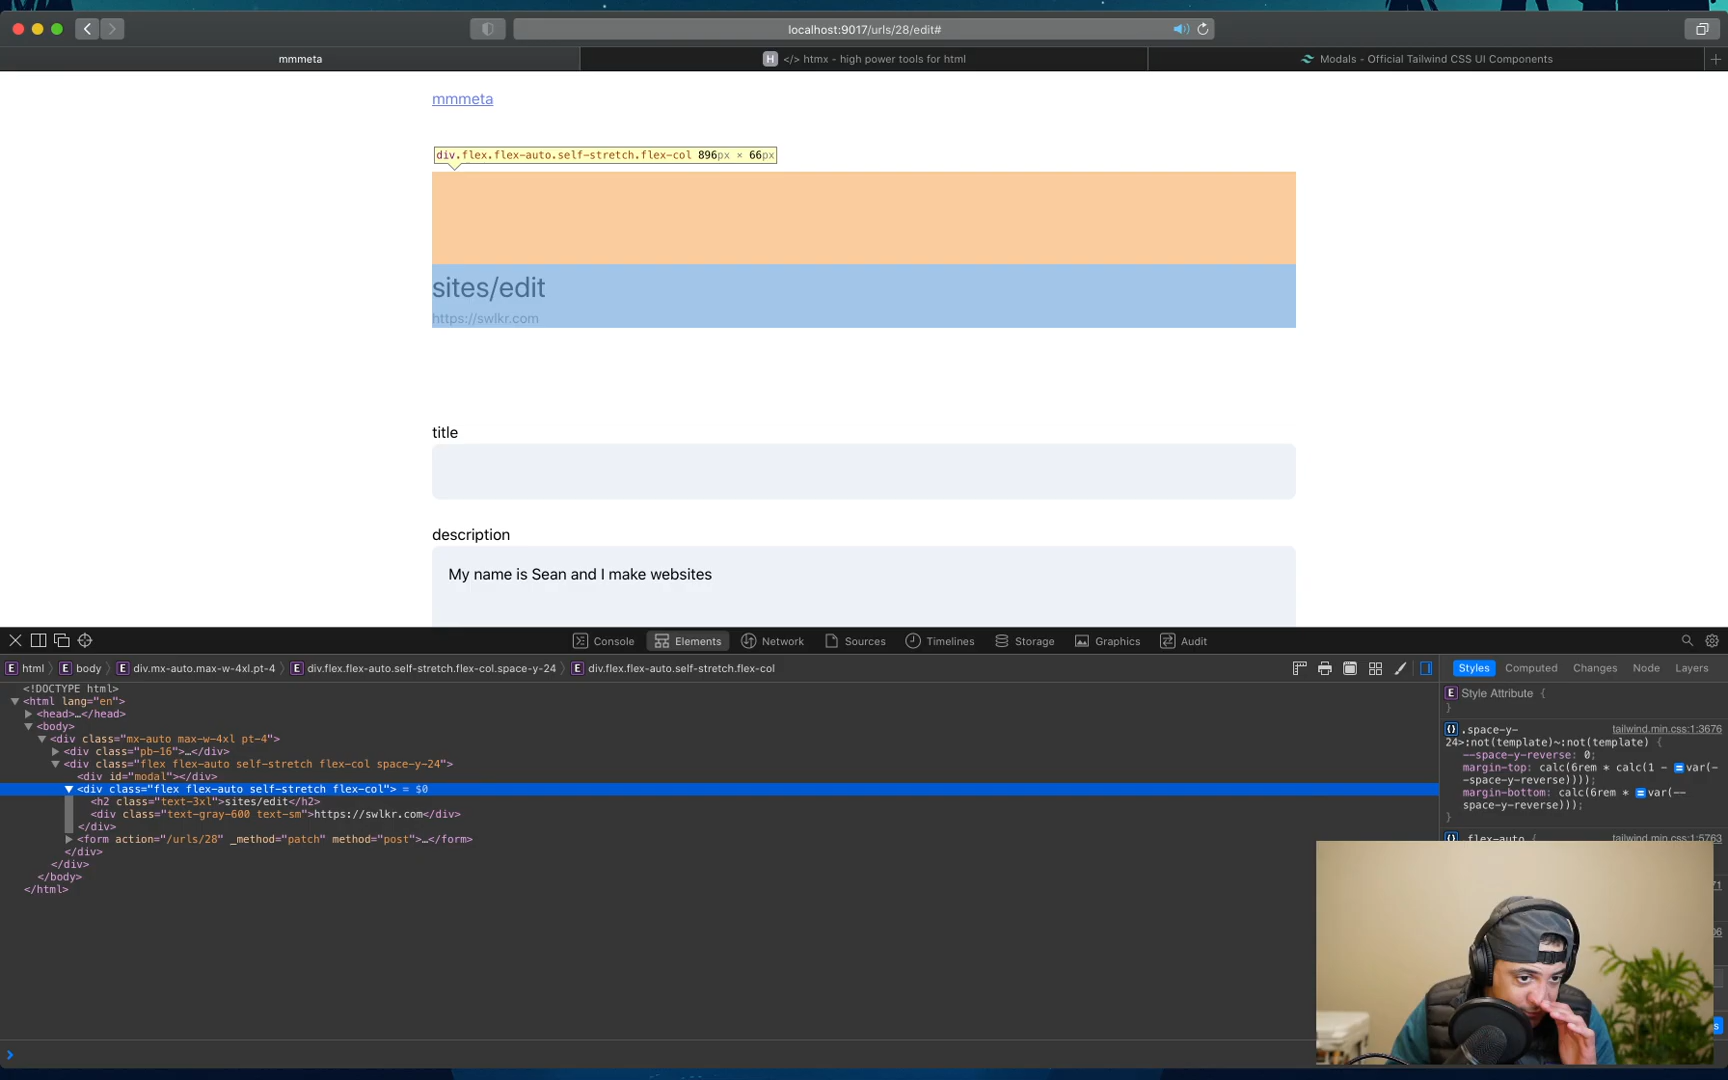 localhost:9017/urls/28/edit#
mmmeta
H </> htmx - high power tools for html
Modals - Official Tailwind CSS UI Components
mmmeta
div.flex.flex-auto.self-stretch.flex-col 896px × 66px
sites/edit
https://swlkr.com
title
description
My name is Sean and I make websites
Console
Elements
Network
Sources
Timelines
Storage
Graphics
Audit
E html
E body
E div.mx-auto.max-w-4xl.pt-4
E div.flex.flex-auto.self-stretch.flex-col.space-y-24
E div.flex.flex-auto.self-stretch.flex-col
Styles
Computed
Changes
Node
Layers
<!DOCTYPE html>
<html lang="en">
<head>…</head>
<body>
<div class="mx-auto max-w-4xl pt-4">
<div class="pb-16">…</div>
<div class="flex flex-auto self-stretch flex-col space-y-24">
<div id="modal"></div>
<div class="flex flex-auto self-stretch flex-col"> = $0
<h2 class="text-3xl">sites/edit</h2>
<div class="text-gray-600 text-sm">https://swlkr.com</div>
</div>
<form action="/urls/28" _method="patch" method="post">…</form>
</div>
</div>
</body>
</html>
E Style Attribute {
}
{} .space-y- tailwind.min.css:1:3676
24>:not(template)~:not(template) {
--space-y-reverse: 0;
margin-top: calc(6rem * calc(1 - var(-
-space-y-reverse)));
margin-bottom: calc(6rem * var(--
space-y-reverse));
}
{} .flex-auto { tailwind.min.css:1:5763